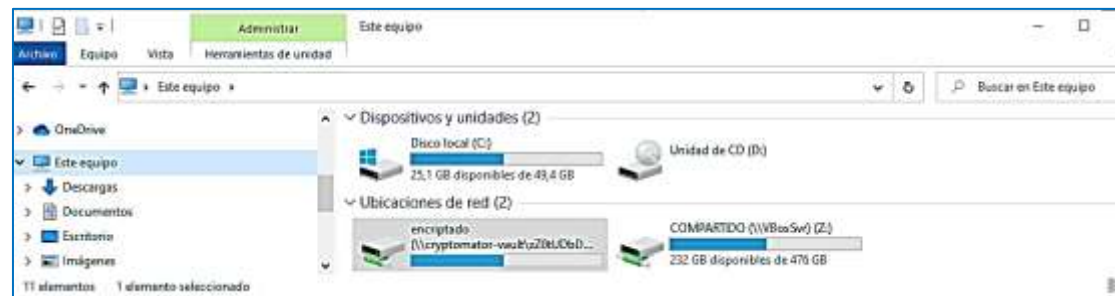 Administrar
Este equipo
Archivo
Equipo
Vista
Herramientas de unidad
Este equipo
Buscar en Este equipo
OneDrive
Este equipo
Descargas
Documentos
Escritorio
Imágenes
Dispositivos y unidades (2)
Disco local (C:)
25,1 GB disponibles de 49,4 GB
Unidad de CD (D:)
Ubicaciones de red (2)
encriptado
COMPARTIDO (\\VBoxSvr) (Z:)
232 GB disponibles de 476 GB
11 elementos 1 elemento seleccionado